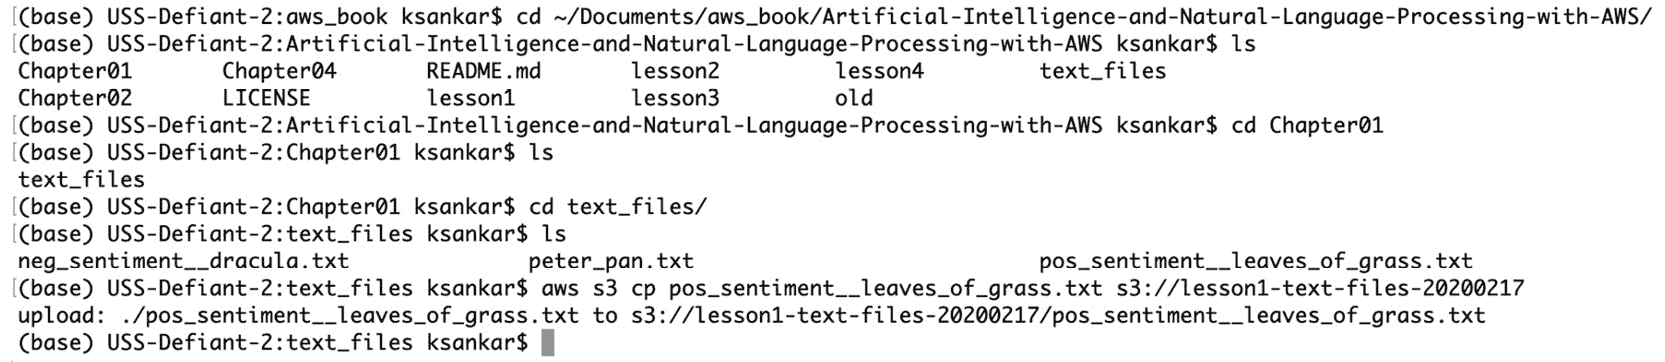 (base) USS-Defiant-2:aws_book ksankar$ cd ~/Documents/aws_book/Artificial-Intelligence-and-Natural-Language-Processing-with-AWS/
[(base) USS-Defiant-2:Artificial-Intelligence-and-Natural-Language-Processing-with-AWS ksankar$ ls
Chapter01 Chapter04 README.md lesson2 lesson4 text_files
Chapter02 LICENSE lesson1 lesson3 old
[(base) USS-Defiant-2:Artificial-Intelligence-and-Natural-Language-Processing-with-AWS ksankar$ cd Chapter01
[(base) USS-Defiant-2:Chapter01 ksankar$ ls
text_files
[(base) USS-Defiant-2:Chapter01 ksankar$ cd text_files/
[(base) USS-Defiant-2:text_files ksankar$ ls
neg_sentiment__dracula.txt peter_pan.txt pos_sentiment__leaves_of_grass.txt
[(base) USS-Defiant-2:text_files ksankar$ aws s3 cp pos_sentiment__leaves_of_grass.txt s3://lesson1-text-files-20200217
upload: ./pos_sentiment__leaves_of_grass.txt to s3://lesson1-text-files-20200217/pos_sentiment__leaves_of_grass.txt
(base) USS-Defiant-2:text_files ksankar$